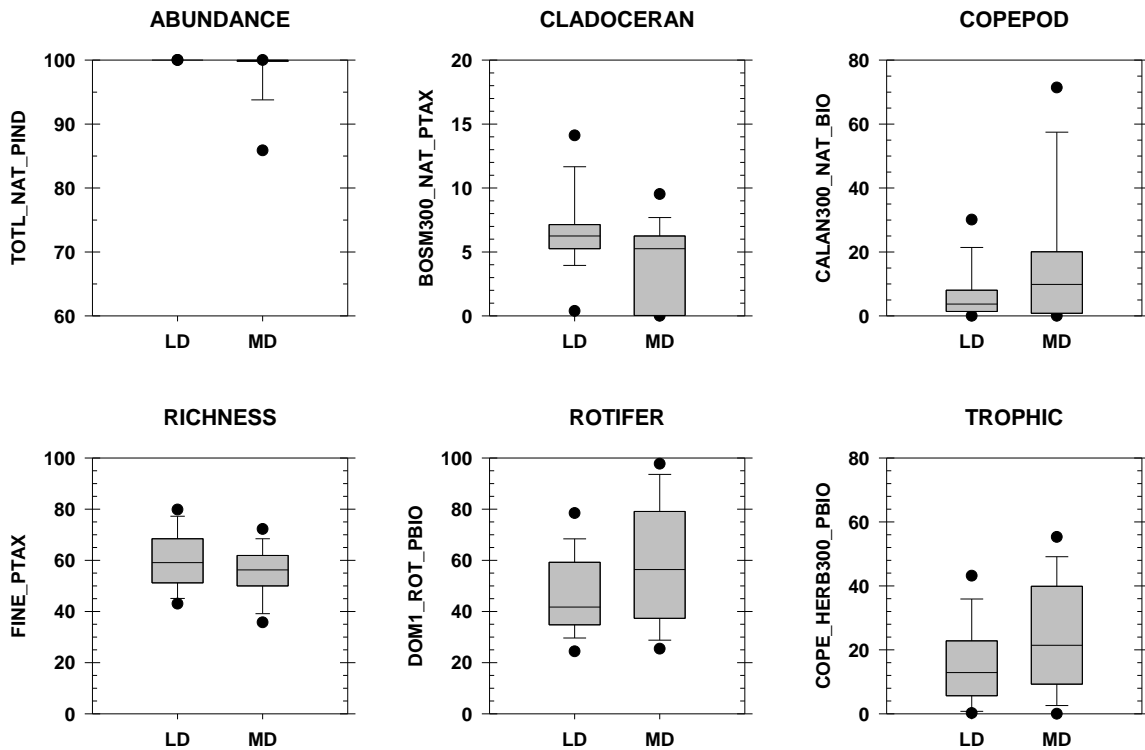 ABUNDANCE
TOTL_NAT_PIND
100
90
80
70
60
LD MD
CLADOCERAN
BOSM300_NAT_PTAX
20
15
10
5
0
LD MD
COPEPOD
CALAN300_NAT_BIO
80
60
40
20
0
LD MD
RICHNESS
FINE_PTAX
100
80
60
40
20
0
LD MD
ROTIFER
DOM1_ROT_PBIO
100
80
60
40
20
0
LD MD
TROPHIC
COPE_HERB300_PBIO
80
60
40
20
0
LD MD